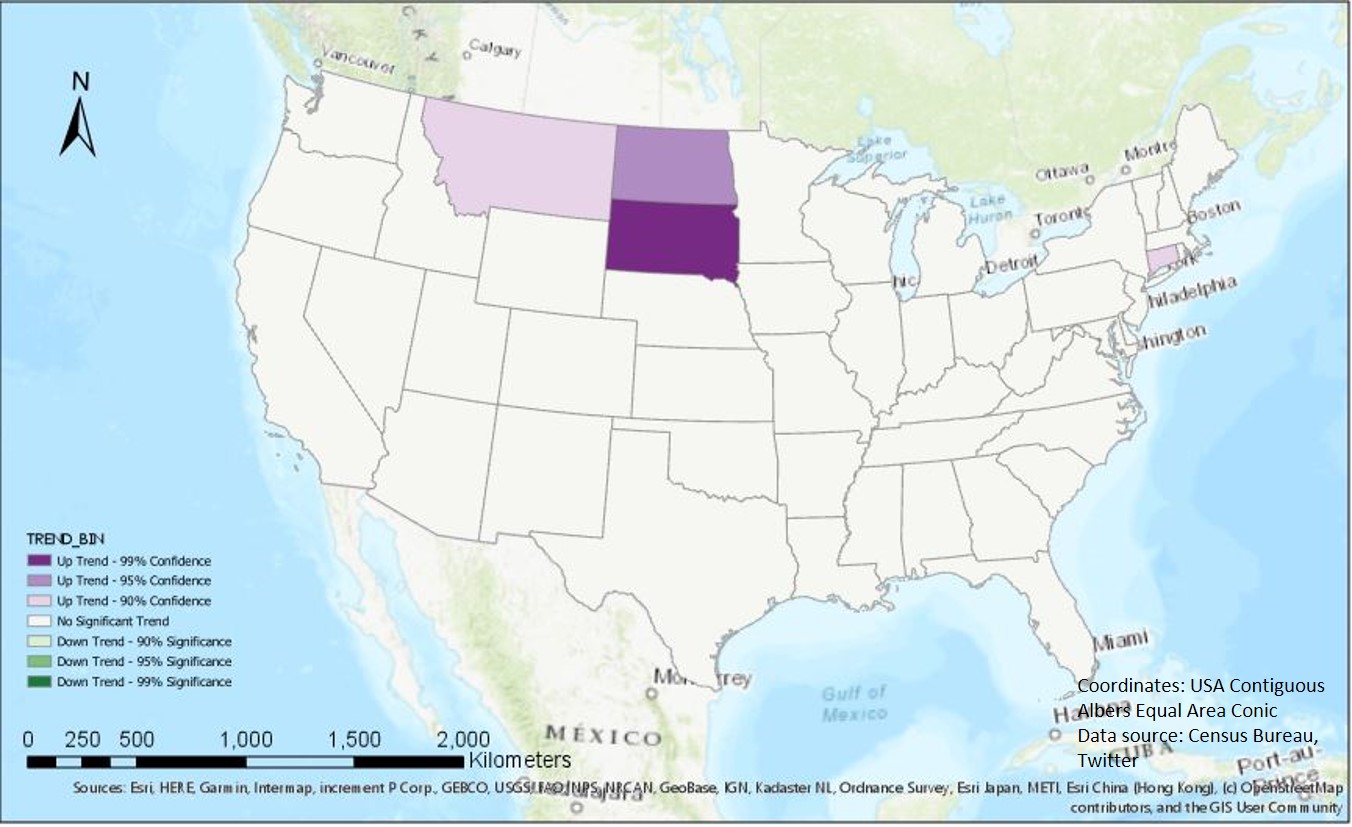 Vancouver
Calgary
N
Lake
Superior
Ottawa
Montre
Lake
Huron
Toronto
Boston
Detroit
hic
ork
hiladelphia
shington
TREND_BIN
Up Trend - 99% Confidence
Up Trend - 95% Confidence
Up Trend - 90% Confidence
No Significant Trend
Down Trend - 90% Significance
Down Trend - 95% Significance
Down Trend - 99% Significance
Miami
Gulf of
Mexico
MÉXICO
Coordinates: USA Contiguous
Albers Equal Area Conic
Data source: Census Bureau,
Twitter
CUBA
Port-au-
Prince
0 250 500 1,000 1,500 2,000
Kilometers
Sources: Esri, HERE, Garmin, Intermap, increment P Corp., GEBCO, USGS, FAO, NPS, NRCAN, GeoBase, IGN, Kadaster NL, Ordnance Survey, Esri Japan, METI, Esri China (Hong Kong), (c) OpenStreetMap
contributors, and the GIS User Community